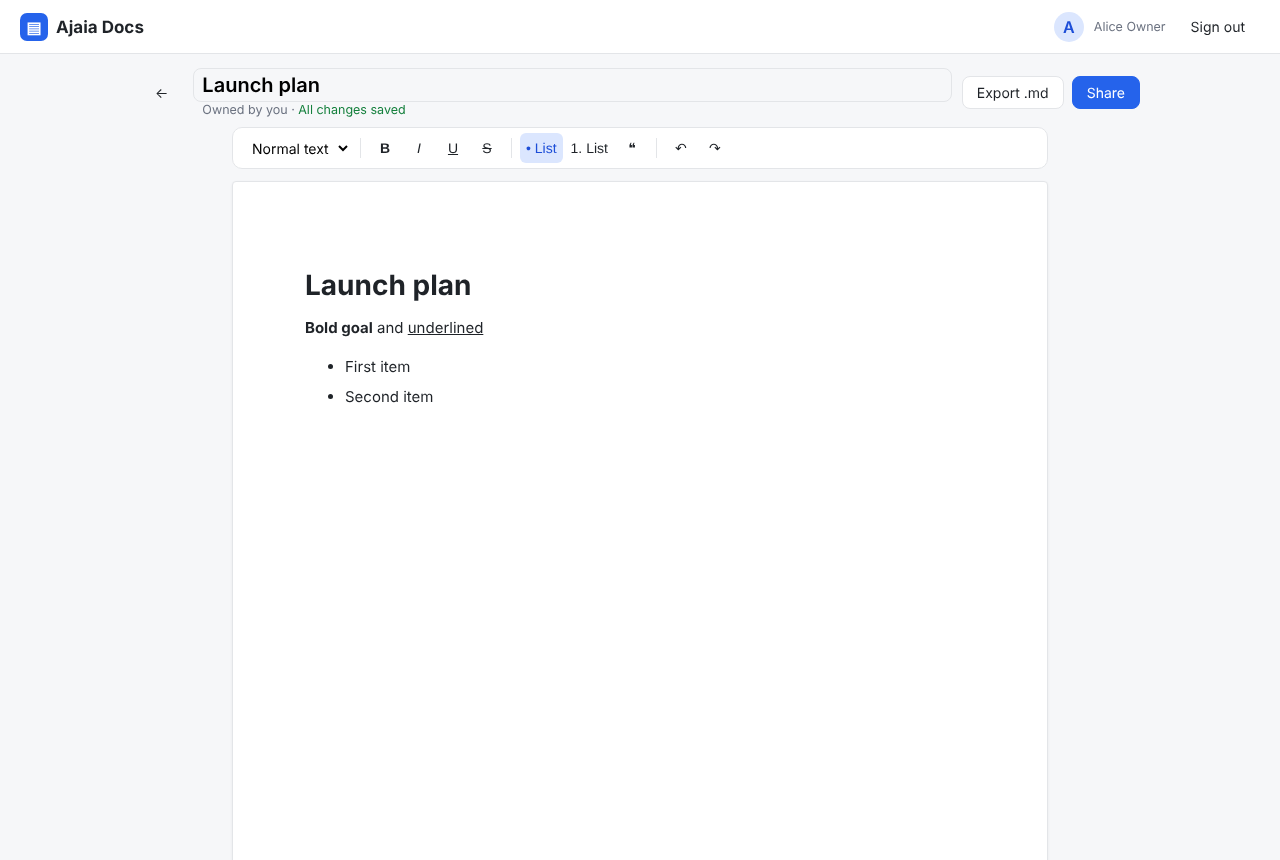 Ajaia Docs
A Alice Owner Sign out
← Launch plan
Owned by you · All changes saved
Export .md Share
Normal text B I U S • List 1. List ❝ ↶ ↷
Launch plan
Bold goal and underlined
• First item
• Second item